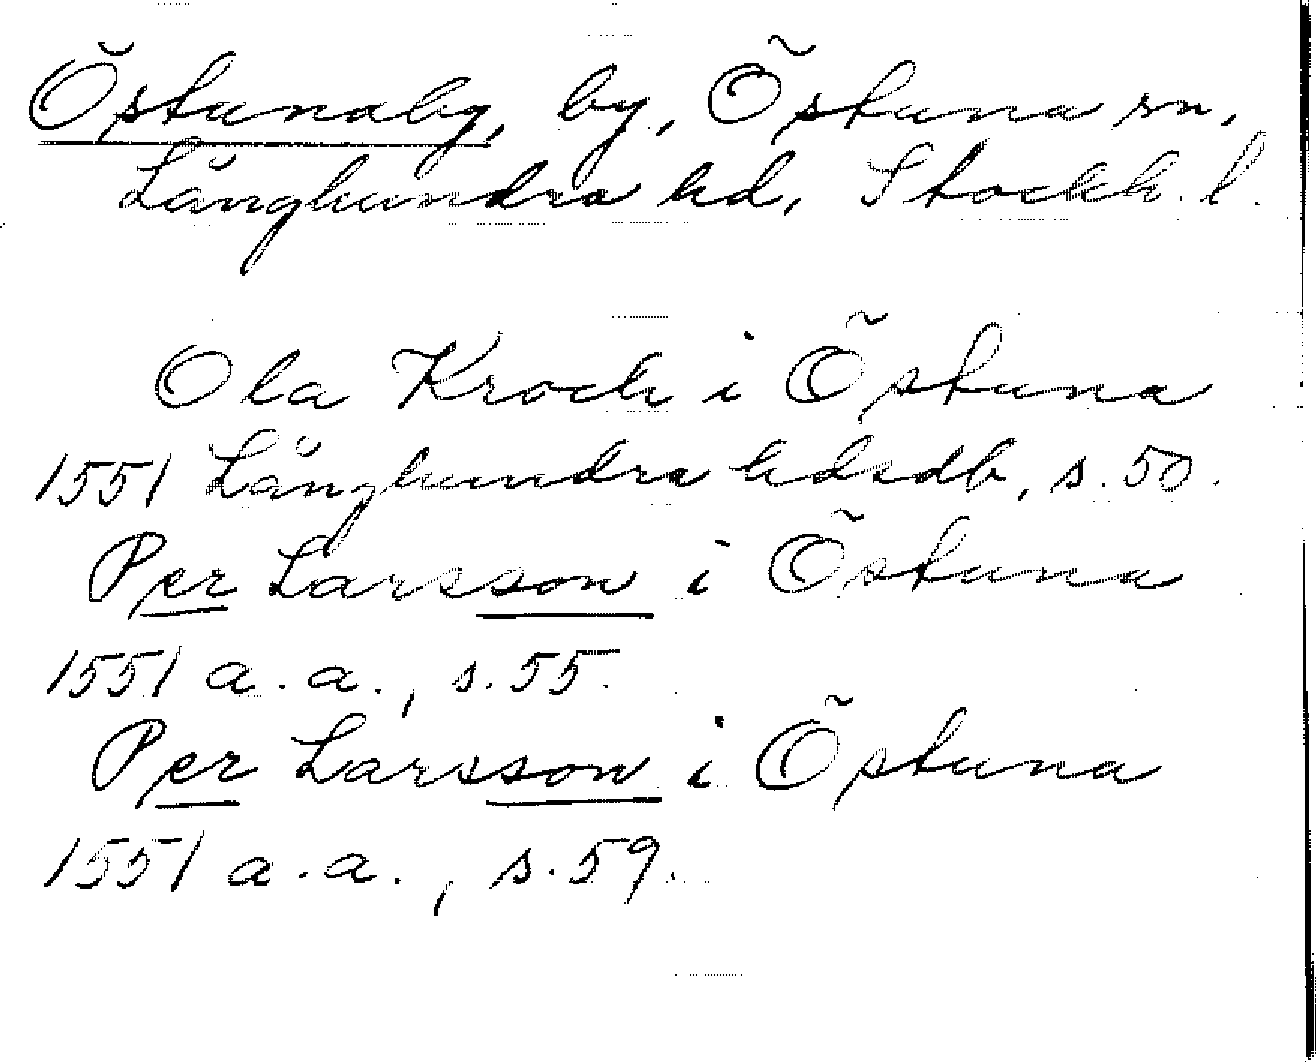 Östunaby, by, Östuna sn,
Långhundra hd, Stockh. l.
Ola Krock i Östuna
1551 Långhundra hdsdb, s. 50.
Per Larsson i Östuna
1551 a.a., s. 55.
Per Larsson i Östuna
1551 a.a., s. 59.